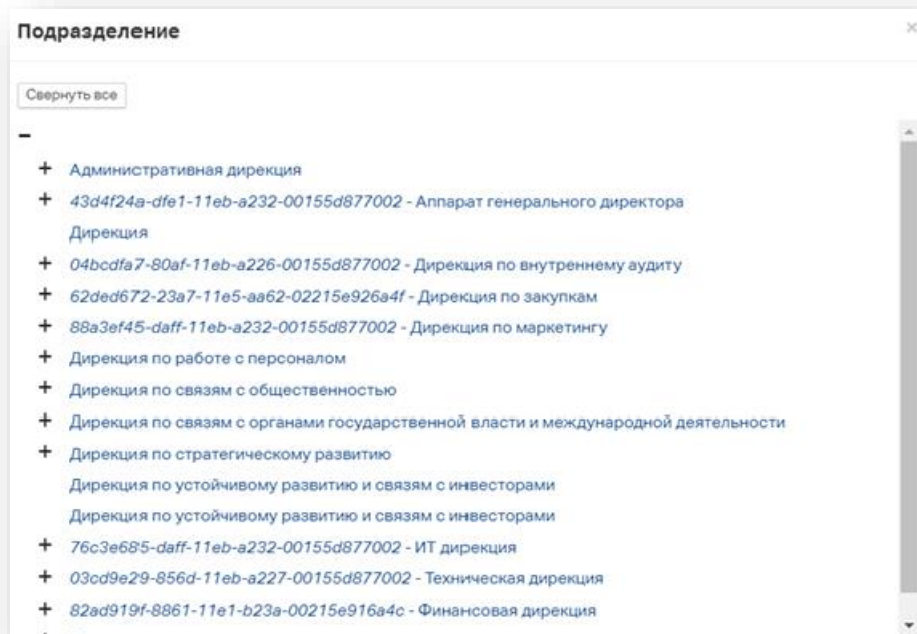 Подразделение
Свернуть все
Административная дирекция
43d4f24a-dfe1-11eb-a232-00155d877002 - Аппарат генерального директора
Дирекция
04bcdfa7-80af-11eb-a226-00155d877002 - Дирекция по внутреннему аудиту
62ded672-23a7-11e5-aa62-02215e926a4f - Дирекция по закупкам
88a3ef45-daff-11eb-a232-00155d877002 - Дирекция по маркетингу
Дирекция по работе с персоналом
Дирекция по связям с общественностью
Дирекция по связям с органами государственной власти и международной деятельности
Дирекция по стратегическому развитию
Дирекция по устойчивому развитию и связям с инвесторами
Дирекция по устойчивому развитию и связям с инвесторами
76c3e685-daff-11eb-a232-00155d877002 - ИТ дирекция
03cd9e29-856d-11eb-a227-00155d877002 - Техническая дирекция
82ad919f-8861-11e1-b23a-00215e916a4c - Финансовая дирекция